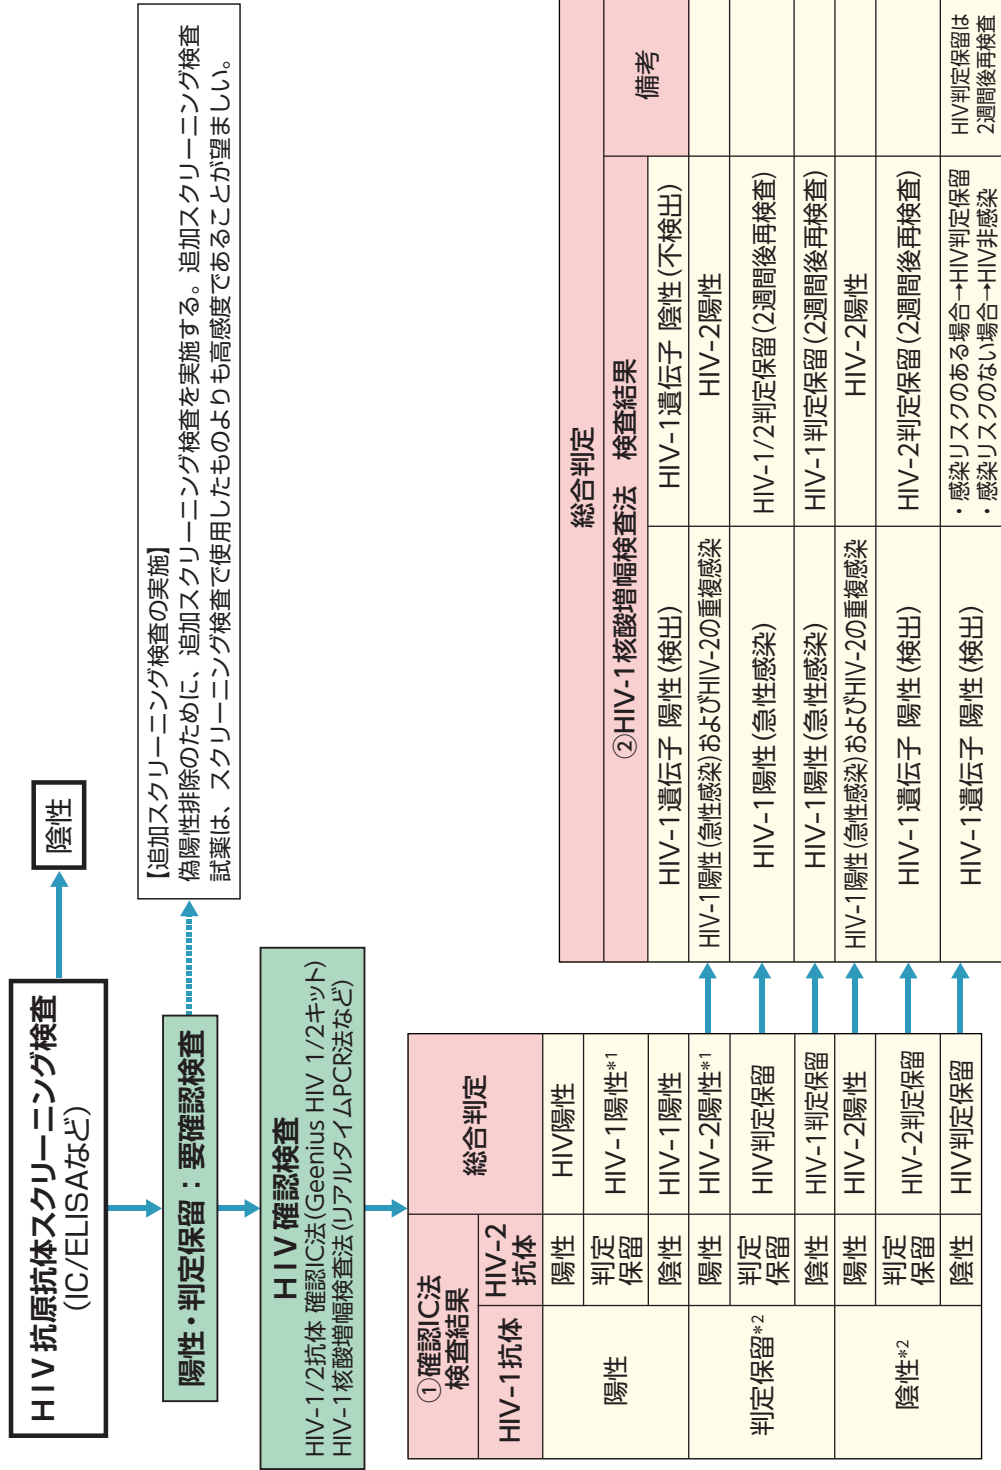 HIV 抗原抗体スクリーニング検査
(IC/ELISAなど)
陰性
陽性・判定保留：要確認検査
【追加スクリーニング検査の実施】
偽陽性排除のために、追加スクリーニング検査を実施する。追加スクリーニング検査
試薬は、スクリーニング検査で使用したものよりも高感度であることが望ましい。
HIV 確認検査
HIV-1/2抗体 確認IC法(Geenius HIV 1/2キット)
HIV-1核酸増幅検査法(リアルタイムPCR法など)
①確認IC法
検査結果
総合判定
HIV-1抗体
HIV-2
抗体
陽性
陽性
HIV陽性
判定
保留
HIV-1陽性*1
陰性
HIV-1陽性
判定保留*2
陽性
HIV-2陽性*1
判定
保留
HIV判定保留
陰性
HIV-1判定保留
陰性*2
陽性
HIV-2陽性
判定
保留
HIV-2判定保留
陰性
HIV判定保留
総合判定
②HIV-1核酸増幅検査法　検査結果
備考
HIV-1遺伝子 陽性(検出)
HIV-1遺伝子 陰性(不検出)
HIV-1陽性(急性感染)およびHIV-2の重複感染
HIV-2陽性
HIV-1陽性(急性感染)
HIV-1/2判定保留(2週間後再検査)
HIV-1陽性(急性感染)
HIV-1判定保留(2週間後再検査)
HIV-1陽性(急性感染)およびHIV-2の重複感染
HIV-2陽性
HIV-1遺伝子 陽性(検出)
HIV-2判定保留(2週間後再検査)
HIV-1遺伝子 陽性(検出)
・感染リスクのある場合→HIV判定保留
・感染リスクのない場合→HIV非感染
HIV判定保留は
2週間後再検査